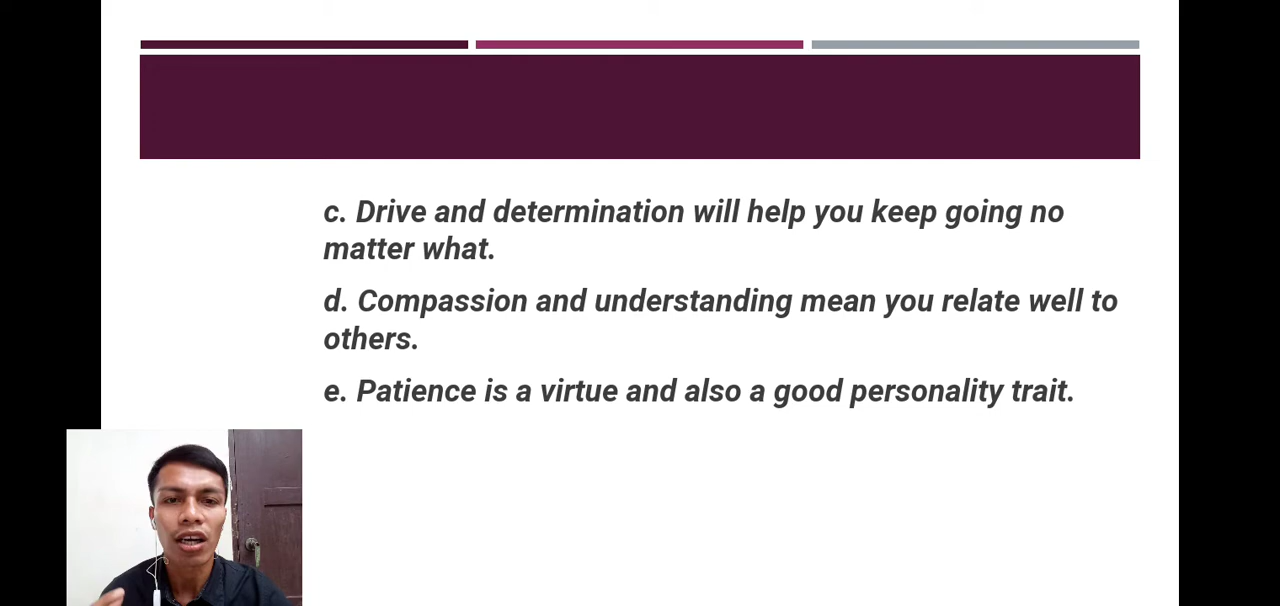 c. Drive and determination will help you keep going no
matter what.
d. Compassion and understanding mean you relate well to
others.
e. Patience is a virtue and also a good personality trait.